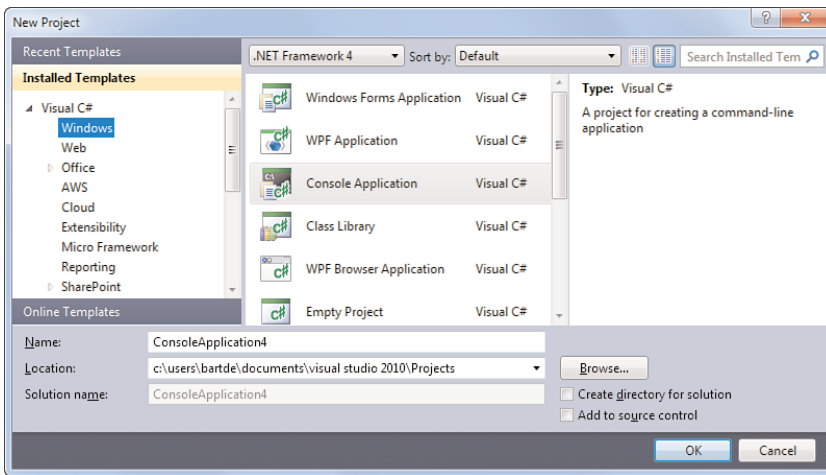 New Project
Recent Templates
Installed Templates
Visual C#
Windows
Web
Office
AWS
Cloud
Extensibility
Micro Framework
Reporting
SharePoint
Online Templates
.NET Framework 4 Sort by: Default Search Installed Tem
Windows Forms Application Visual C#
WPF Application Visual C#
Console Application Visual C#
Class Library Visual C#
WPF Browser Application Visual C#
Empty Project Visual C#
Type: Visual C#
A project for creating a command-line
application
Name: ConsoleApplication4
Location: c:\users\bartde\documents\visual studio 2010\Projects Browse...
Solution name: ConsoleApplication4
Create directory for solution
Add to source control
OK Cancel